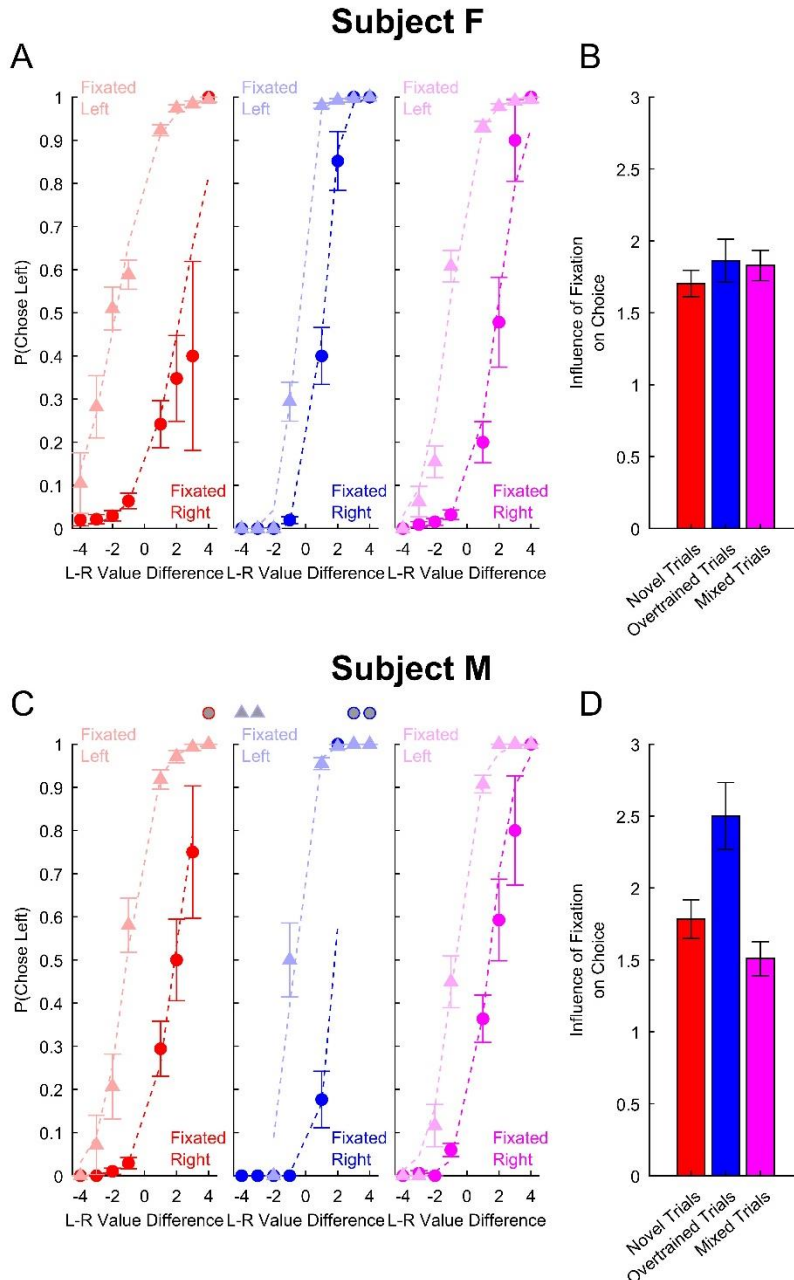 Subject F
A
B
Fixated
Left
Fixated
Left
Fixated
Left
1
0.9
0.8
0.7
0.6
0.5
0.4
0.3
0.2
0.1
0
P(Chose Left)
Fixated
Right
Fixated
Right
Fixated
Right
-4 -2 0 2 4
-4 -2 0 2 4
-4 -2 0 2 4
L-R Value Difference
L-R Value Difference
L-R Value Difference
3
2.5
2
1.5
1
0.5
0
Influence of Fixation
on Choice
Novel Trials
Overtrained Trials
Mixed Trials
Subject M
C
D
Fixated
Left
Fixated
Left
Fixated
Left
1
0.9
0.8
0.7
0.6
0.5
0.4
0.3
0.2
0.1
0
P(Chose Left)
Fixated
Right
Fixated
Right
Fixated
Right
-4 -2 0 2 4
-4 -2 0 2 4
-4 -2 0 2 4
L-R Value Difference
L-R Value Difference
L-R Value Difference
3
2.5
2
1.5
1
0.5
0
Influence of Fixation
on Choice
Novel Trials
Overtrained Trials
Mixed Trials